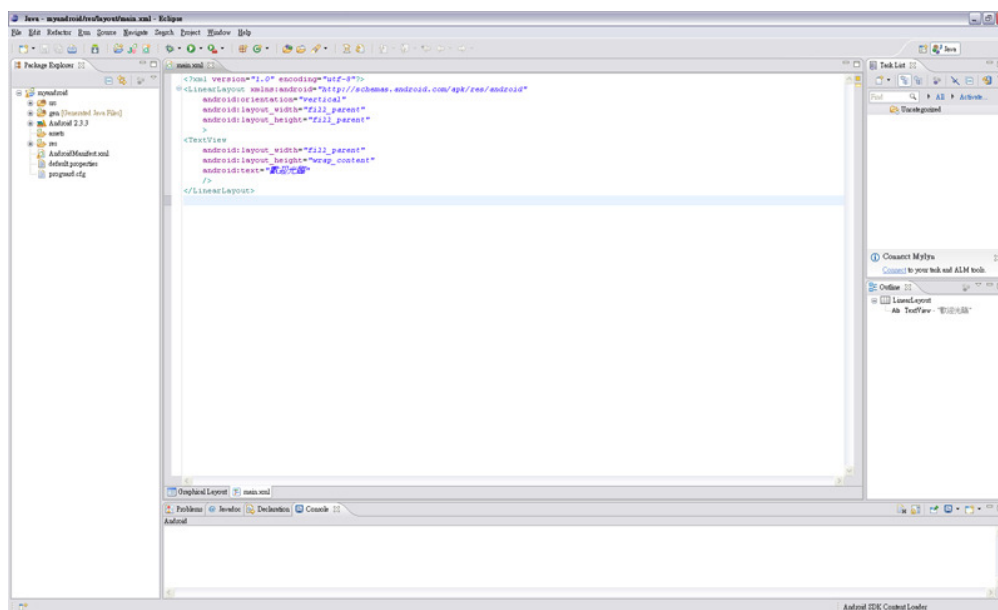 Java - myandroid/res/layout/main.xml - Eclipse
File Edit Refactor Run Source Navigate Search Project Window Help
Java
Package Explorer
main.xml
Task List
myandroid
src
gen [Generated Java Files]
Android 2.3.3
assets
res
AndroidManifest.xml
default.properties
proguard.cfg
<?xml version="1.0" encoding="utf-8"?>
<LinearLayout xmlns:android="http://schemas.android.com/apk/res/android"
android:orientation="vertical"
android:layout_width="fill_parent"
android:layout_height="fill_parent"
>
<TextView
android:layout_width="fill_parent"
android:layout_height="wrap_content"
android:text="歡迎光臨"
/>
</LinearLayout>
Find All Activate...
Uncategorized
Connect Mylyn
Connect to your task and ALM tools.
Outline
LinearLayout
Ab TextView - "歡迎光臨"
Graphical Layout main.xml
Problems Javadoc Declaration Console
Android
Android SDK Content Loader